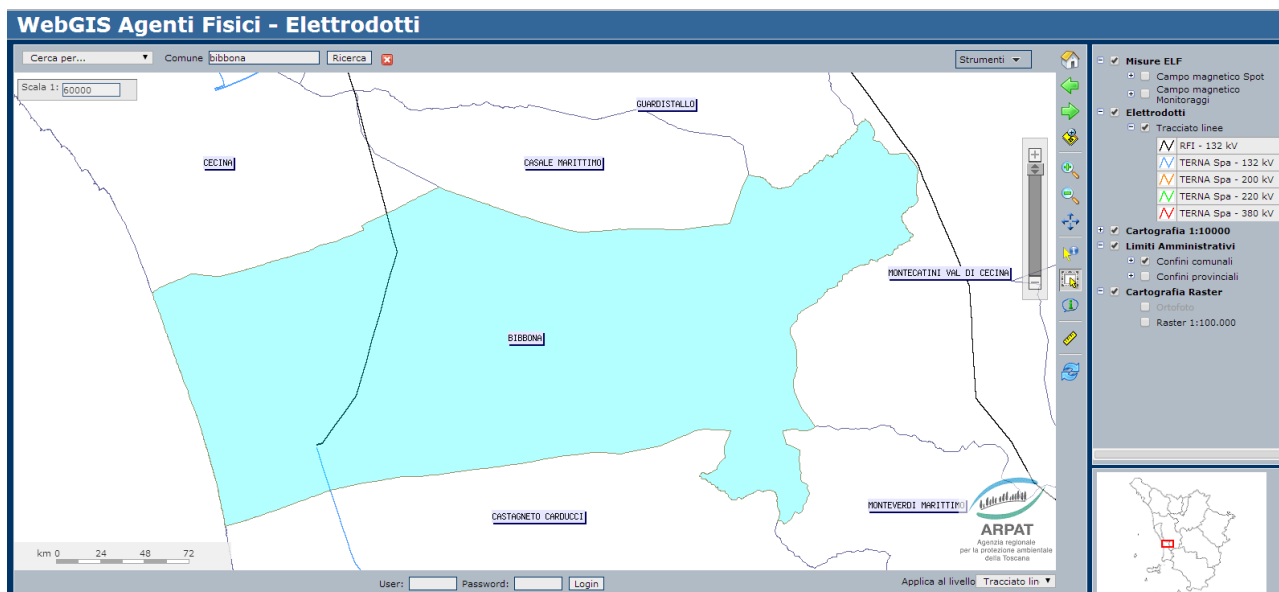 WebGIS Agenti Fisici - Elettrodotti
Cerca per... Comune bibbona Ricerca Strumenti
Scala 1: 60000
GUARDISTALLO
CECINA
CASALE MARITTIMO
MONTECATINI VAL DI CECINA
BIBBONA
MONTEVERDI MARITTIMO
CASTAGNETO CARDUCCI
ARPAT
Agenzia regionale
per la protezione ambientale
della Toscana
km 0 24 48 72
User: Password: Login
Applica al livello Tracciato lin
Misure ELF
Campo magnetico Spot
Campo magnetico
Monitoraggi
Elettrodotti
Tracciato linee
RFI - 132 kV
TERNA Spa - 132 kV
TERNA Spa - 200 kV
TERNA Spa - 220 kV
TERNA Spa - 380 kV
Cartografia 1:10000
Limiti Amministrativi
Confini comunali
Confini provinciali
Cartografia Raster
Ortofoto
Raster 1:100.000